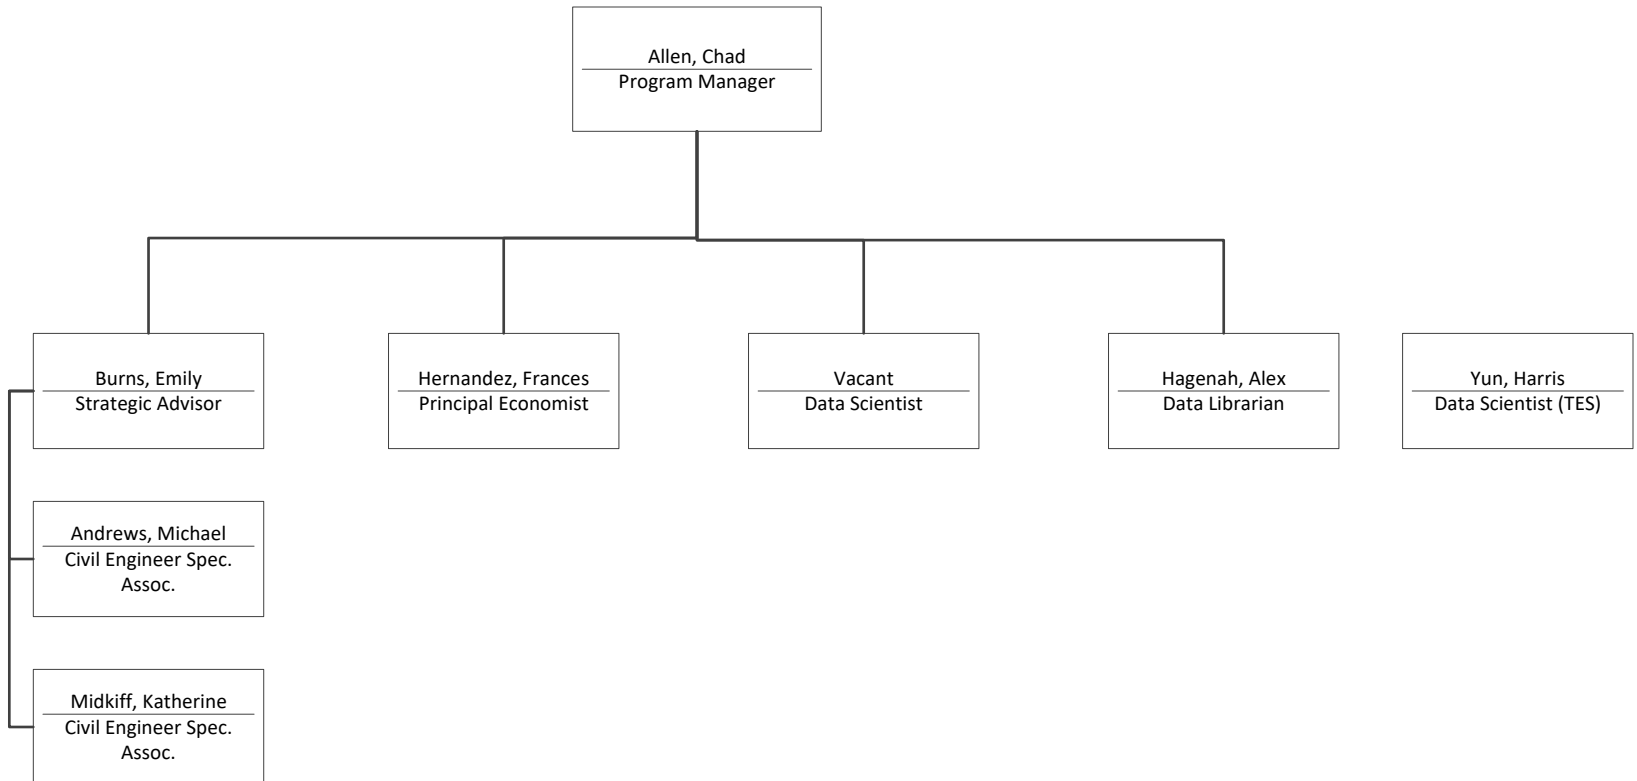 Allen, Chad
Program Manager
Burns, Emily
Strategic Advisor
Hernandez, Frances
Principal Economist
Vacant
Data Scientist
Hagenah, Alex
Data Librarian
Yun, Harris
Data Scientist (TES)
Andrews, Michael
Civil Engineer Spec.
Assoc.
Midkiff, Katherine
Civil Engineer Spec.
Assoc.